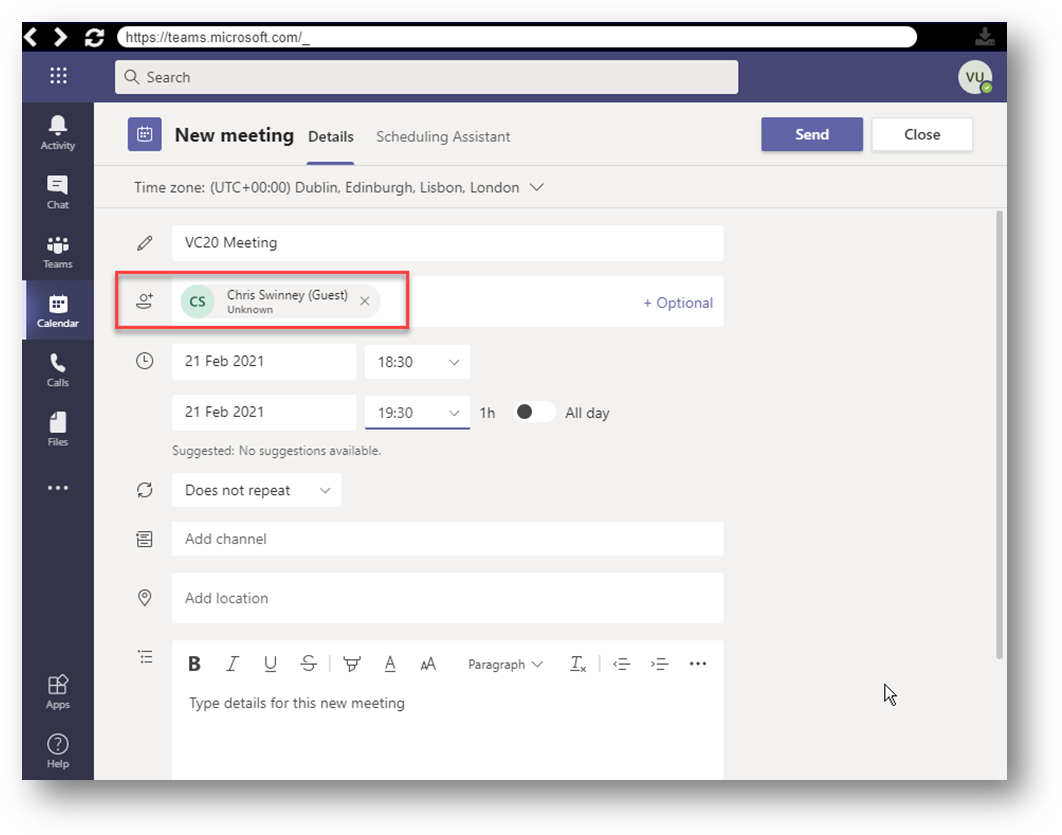 https://teams.microsoft.com/_
Search
VU
Activity
Chat
Teams
Calendar
Calls
Files
Apps
Help
New meeting Details Scheduling Assistant Send Close
Time zone: (UTC+00:00) Dublin, Edinburgh, Lisbon, London
VC20 Meeting
CS Chris Swinney (Guest)
Unknown
+ Optional
21 Feb 2021 18:30
21 Feb 2021 19:30 1h All day
Suggested: No suggestions available.
Does not repeat
Add channel
Add location
B I U S A AA Paragraph Tx
Type details for this new meeting